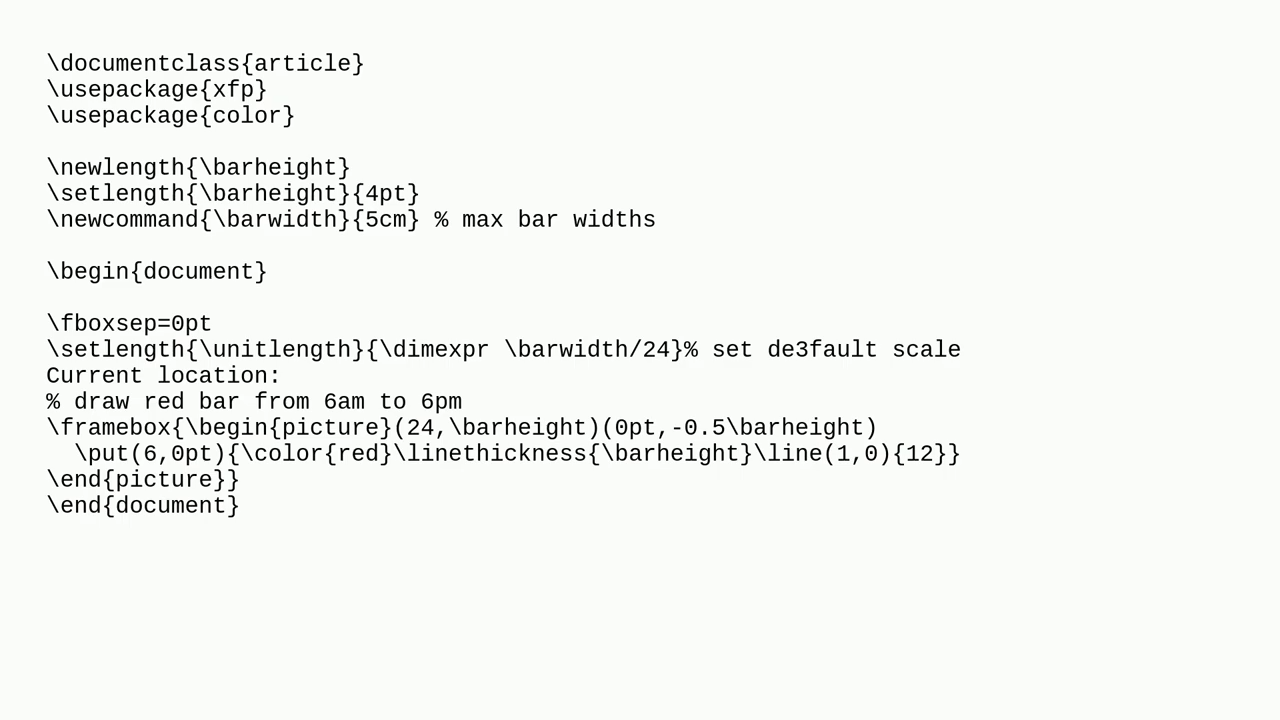 \documentclass{article}
\usepackage{xfp}
\usepackage{color}

\newlength{\barheight}
\setlength{\barheight}{4pt}
\newcommand{\barwidth}{5cm} % max bar widths

\begin{document}

\fboxsep=0pt
\setlength{\unitlength}{\dimexpr \barwidth/24}% set de3fault scale
Current location:
% draw red bar from 6am to 6pm
\framebox{\begin{picture}(24,\barheight)(0pt,-0.5\barheight)
  \put(6,0pt){\color{red}\linethickness{\barheight}\line(1,0){12}}
\end{picture}}
\end{document}